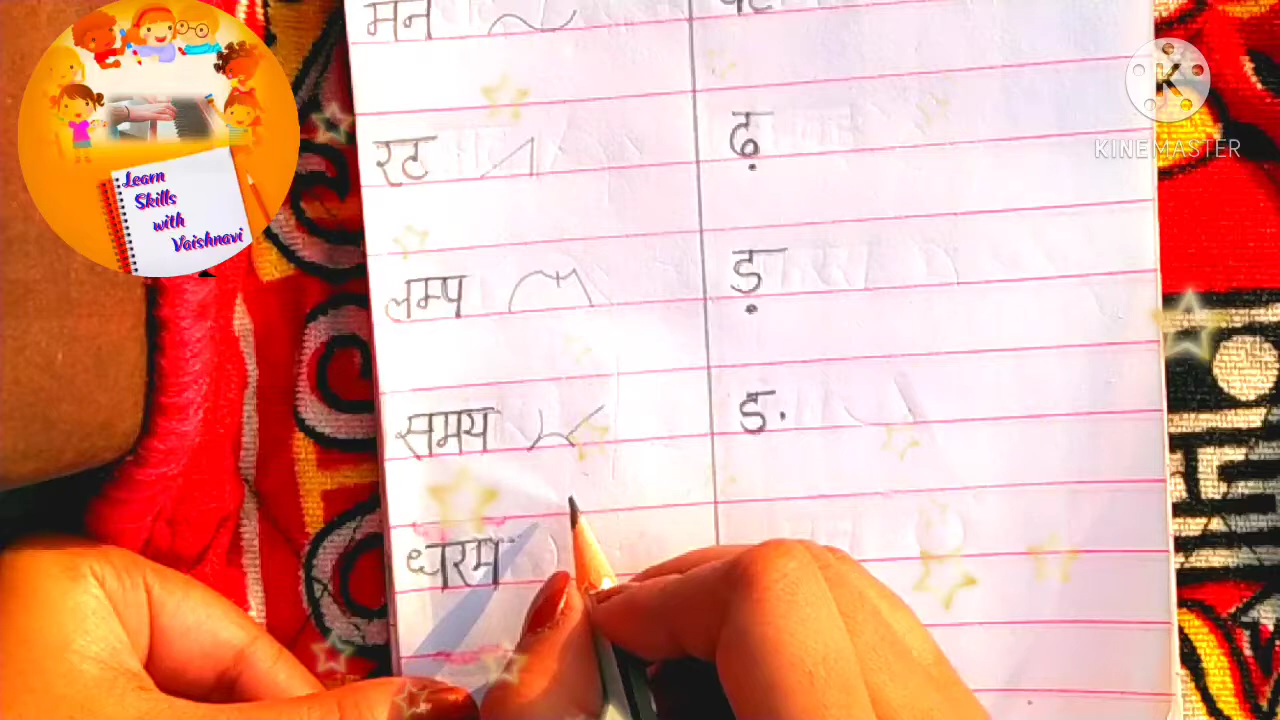 Learn
Skills
with
Vaishnavi
KINEMASTER
मन
रट
ढ़
लम्प
ड़
समय
ङ
धरम